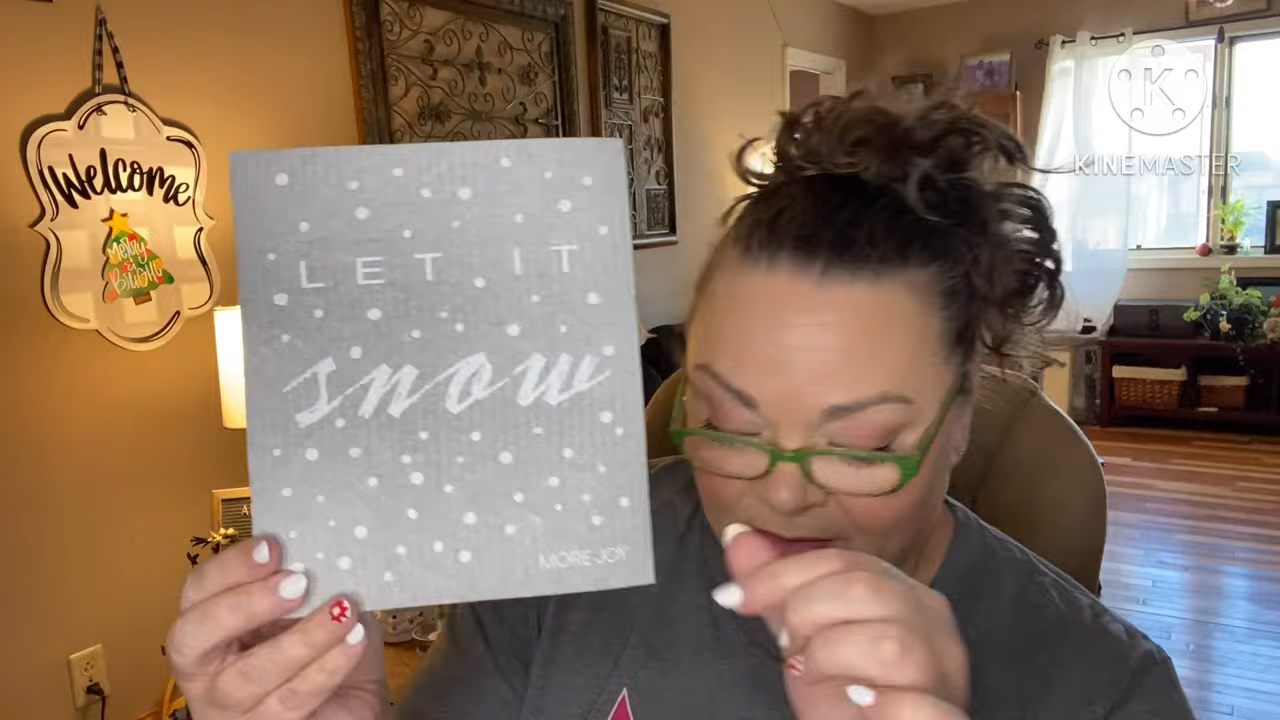 Welcome
Merry
& BRIGHT
LET IT
snow
MORE JOY
K
KINEMASTER